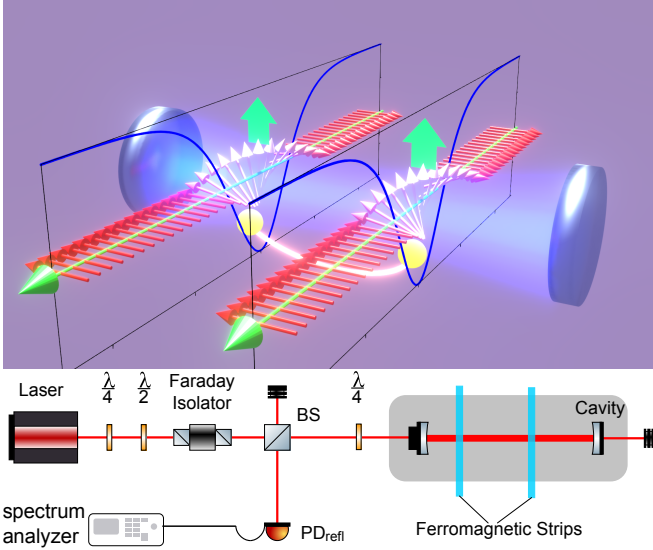 Laser
λ/4
λ/2
Faraday
Isolator
BS
λ/4
Cavity
spectrum
analyzer
PDrefl
Ferromagnetic Strips